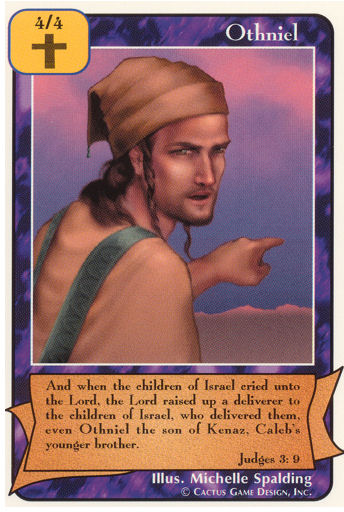 4/4
Othniel
And when the children of Israel cried unto
the Lord, the Lord raised up a deliverer to
the children of Israel, who delivered them,
even Othniel the son of Kenaz, Caleb's
younger brother.
Judges 3: 9
Illus. Michelle Spalding
© CACTUS GAME DESIGN, INC.